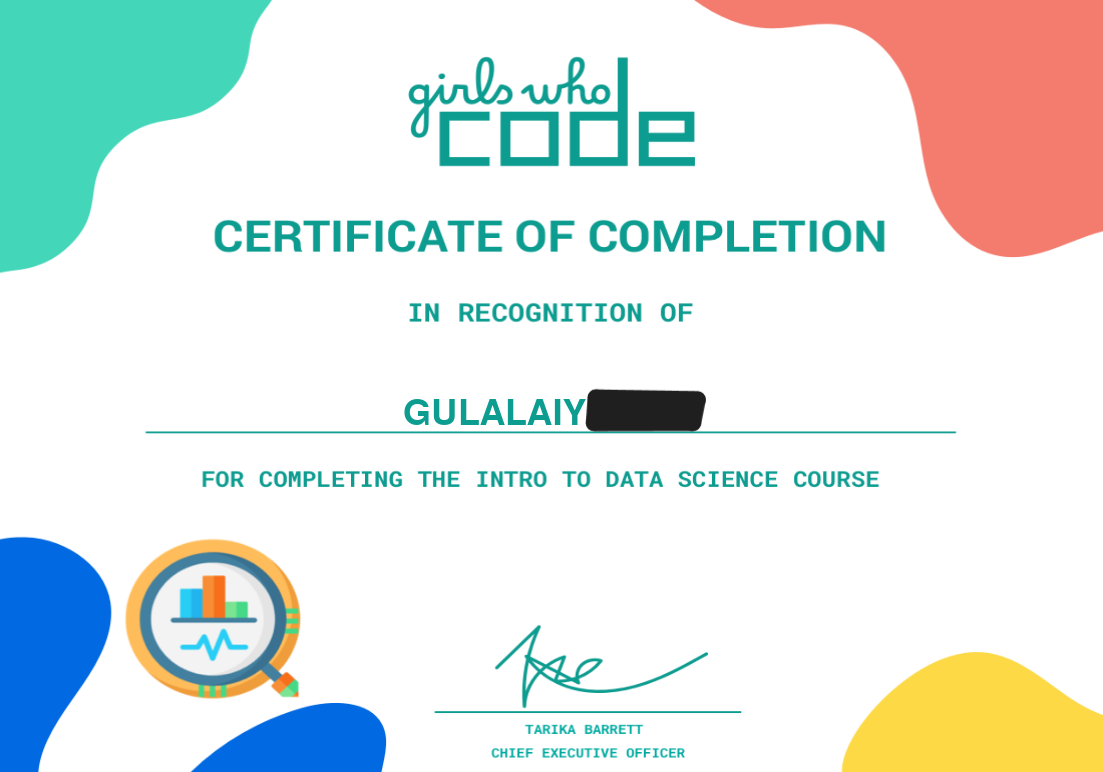 girls who
code
CERTIFICATE OF COMPLETION
IN RECOGNITION OF
GULALAIY
FOR COMPLETING THE INTRO TO DATA SCIENCE COURSE
TARIKA BARRETT
CHIEF EXECUTIVE OFFICER